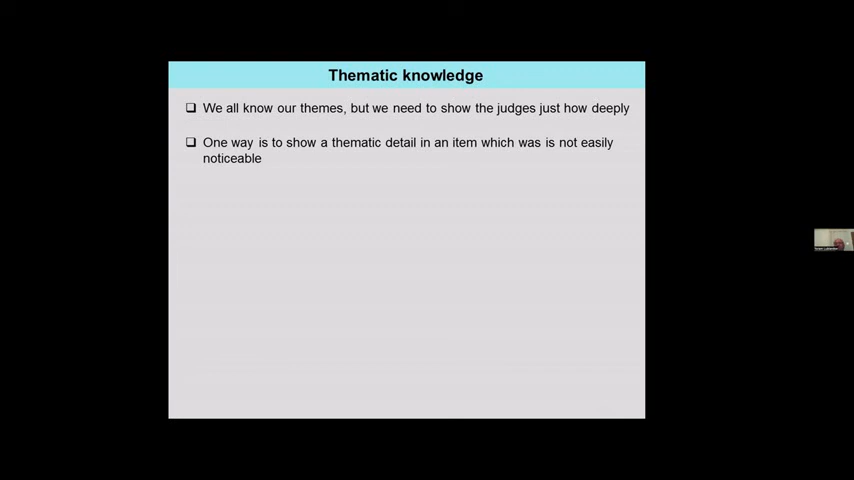 Thematic knowledge
We all know our themes, but we need to show the judges just how deeply
One way is to show a thematic detail in an item which was is not easily
noticeable